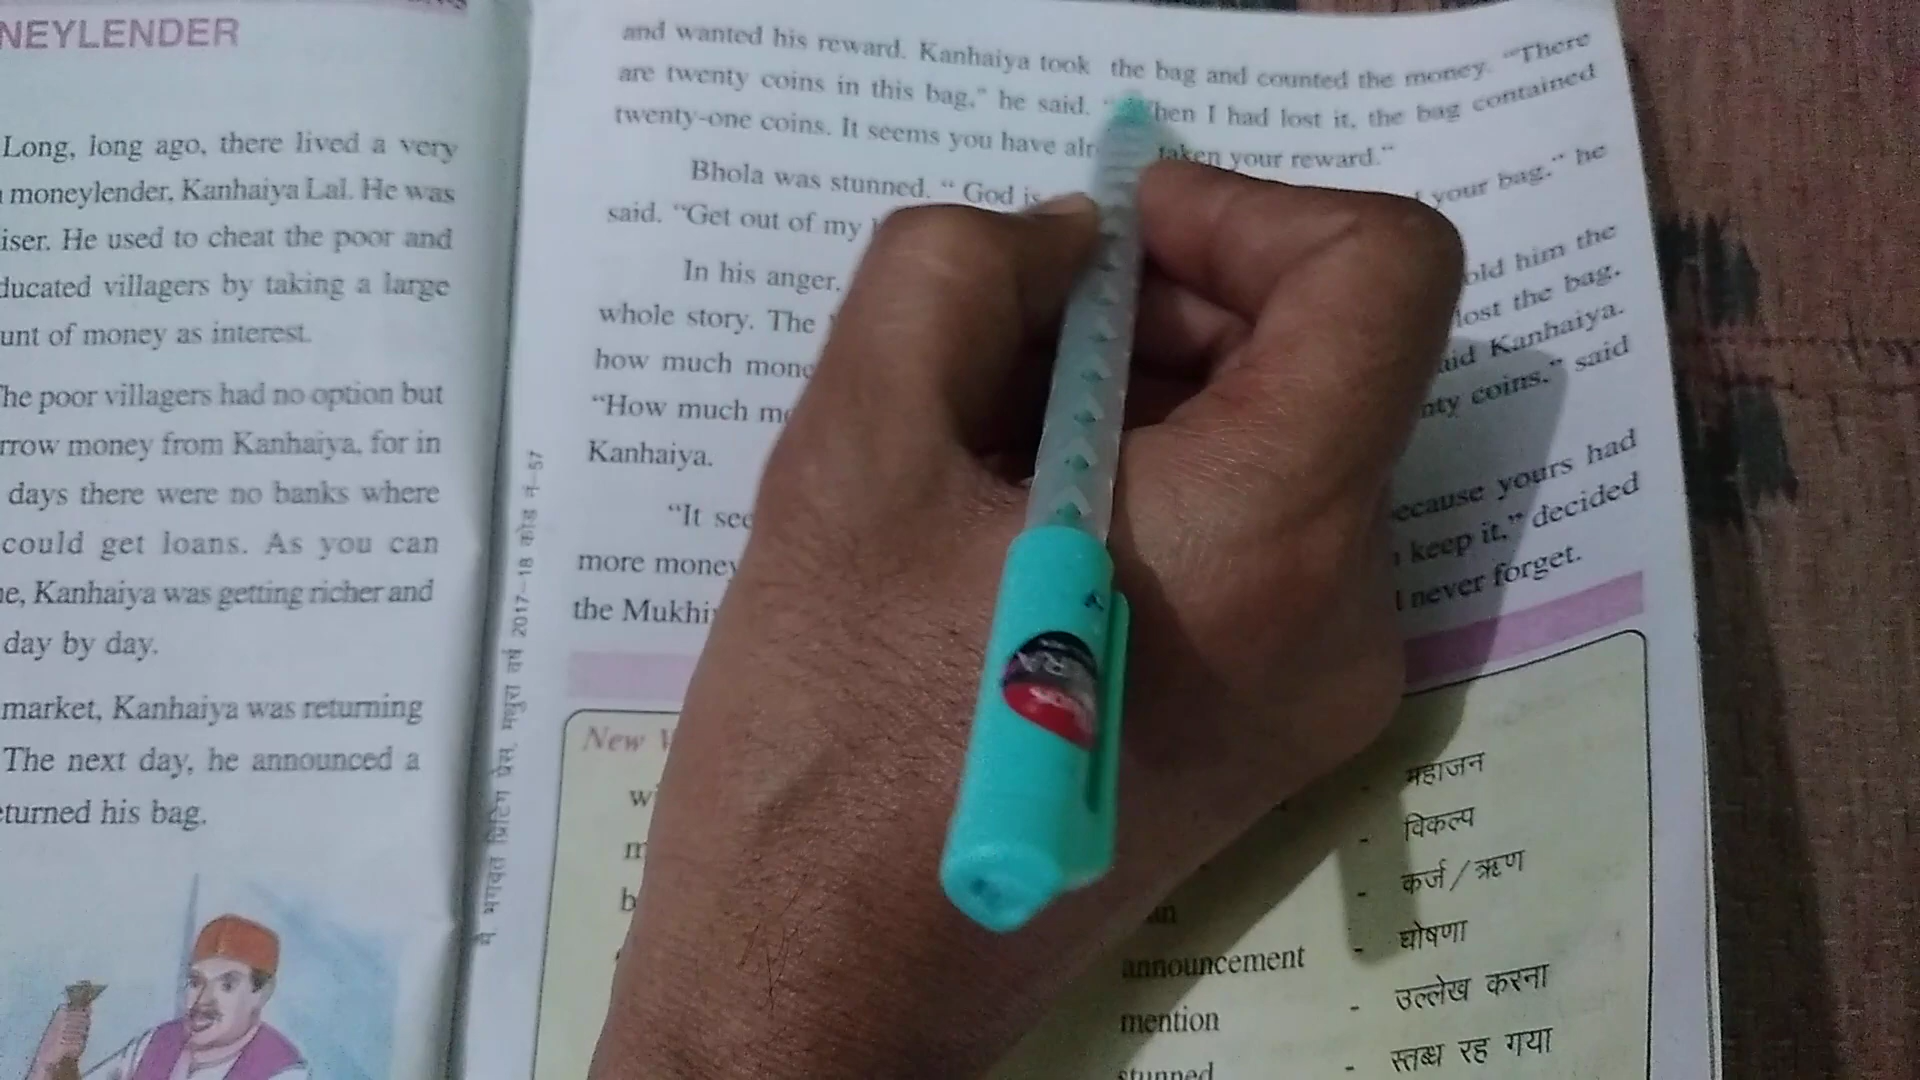 NEYLENDER
Long, long ago, there lived a very
moneylender, Kanhaiya Lal. He was
iser. He used to cheat the poor and
ducated villagers by taking a large
unt of money as interest.
he poor villagers had no option but
rrow money from Kanhaiya, for in
days there were no banks where
could get loans. As you can
e, Kanhaiya was getting richer and
day by day.
market, Kanhaiya was returning
The next day, he announced a
turned his bag.
मे. भगवत प्रिंटिंग प्रेस, मथुरा वर्ष 2017–18 कोड न–57
and wanted his reward. Kanhaiya took the bag and counted the money. “There
are twenty coins in this bag,” he said. “ hen I had lost it, the bag contained
twenty-one coins. It seems you have alr taken your reward.”
Bhola was stunned. “ God is your bag,” he
said. “Get out of my
In his anger, old him the
whole story. The lost the bag.
how much mone aid Kanhaiya.
“How much m nty coins,” said
Kanhaiya.
“It see ecause yours had
more money keep it,” decided
the Mukhi never forget.
New
महाजन
विकल्प
कर्ज / ऋण
an - घोषणा
announcement
mention - उल्लेख करना
stunned - स्तब्ध रह गया